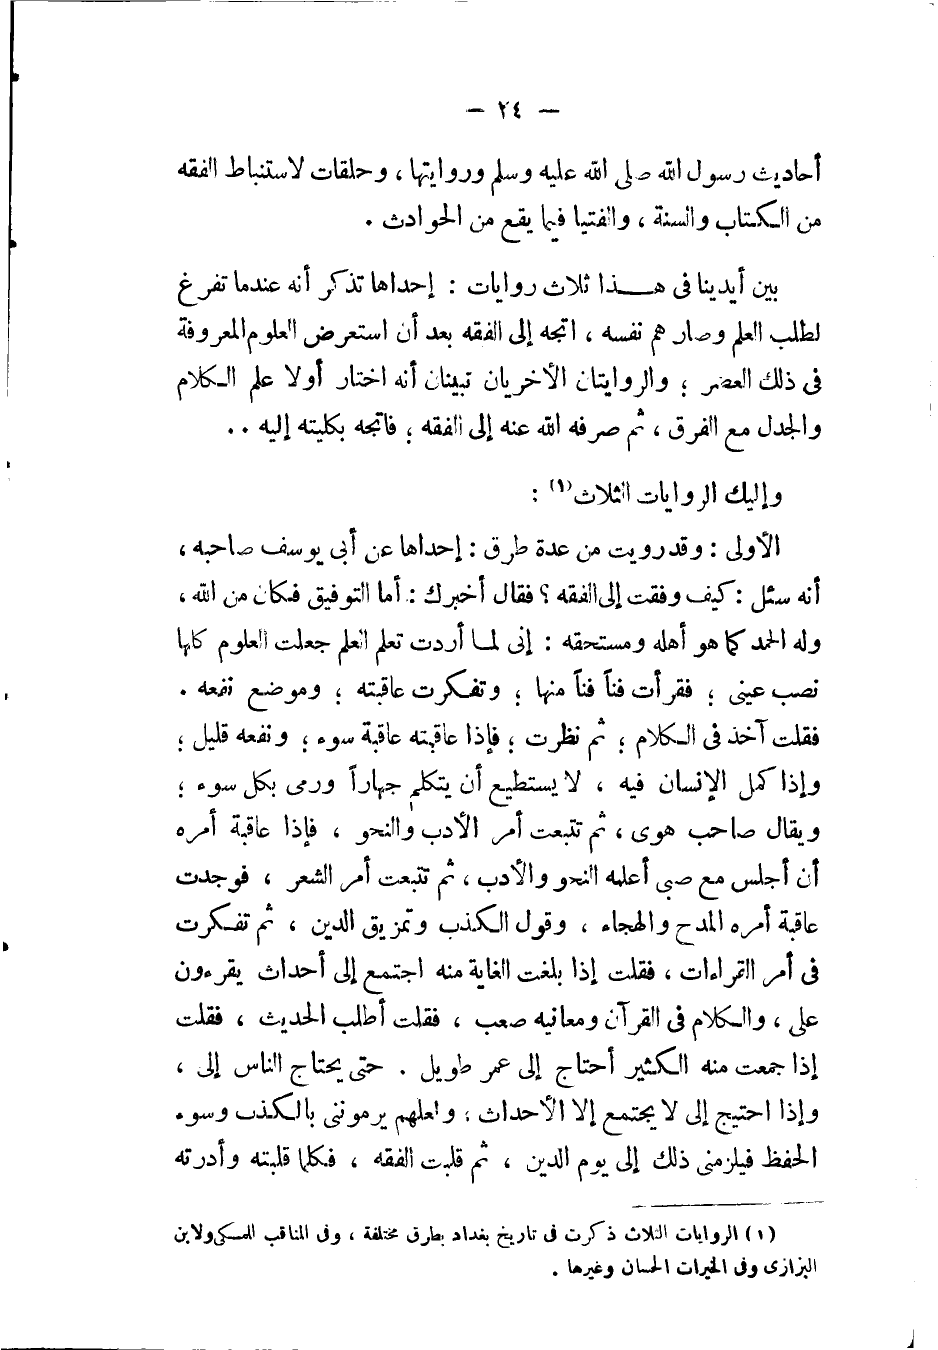 — ٢٤ —
أحاديث رسول الله صلى الله عليه وسلم وروايتها ، وحلقات لاستنباط الفقه
من الكتاب والسنة ، والفتيا فيما يقع من الحوادث .
بين أيدينا فى هـذا ثلاث روايات : إحداها تذكر أنه عندما تفرغ
لطلب العلم وصار هم نفسه ، اتجه إلى الفقه بعد أن استعرض العلوم المعروفة
فى ذلك العصر ؛ والروايتان الأخريان تبينان أنه اختار أولا علم الكلام
والجدل مع الفرق ، ثم صرفه الله عنه إلى الفقه ؛ فاتجه بكليته إليه ..
وإليك الروايات الثلاث (١) :
الأولى : وقد رويت من عدة طرق : إحداها عن أبى يوسف صاحبه ،
أنه سئل : كيف وفقت إلى الفقه ؟ فقال أخبرك : أما التوفيق فكان من الله ،
وله الحمد كما هو أهله ومستحقه : إنى لما أردت تعلم العلم جعلت العلوم كلها
نصب عينى ؛ فقرأت فناً فناً منها ؛ وتفكرت عاقبته ؛ وموضع نفعه .
فقلت آخذ فى الكلام ؛ ثم نظرت ؛ فإذا عاقبته عاقبة سوء ؛ ونفعه قليل ؛
وإذا كمل الإنسان فيه ، لا يستطيع أن يتكلم جهاراً ورمى بكل سوء ؛
ويقال صاحب هوى ، ثم تتبعت أمر الأدب والنحو ، فإذا عاقبة أمره
أن أجلس مع صبى أعلمه النحو والأدب ، ثم تتبعت أمر الشعر ، فوجدت
عاقبة أمره المدح والهجاء ، وقول الكذب وتمزيق الدين ، ثم تفكرت
فى أمر القراءات ، فقلت إذا بلغت الغاية منه اجتمع إلى أحداث يقرءون
على ، والكلام فى القرآن ومعانيه صعب ، فقلت أطلب الحديث ، فقلت
إذا جمعت منه الكثير أحتاج إلى عمر طويل . حتى يحتاج الناس إلى ،
وإذا احتيج إلى لا يجتمع إلا الأحداث ؛ ولعلهم يرموننى بالكذب وسوء
الحفظ فيلزمنى ذلك إلى يوم الدين ، ثم قلبت الفقه ، فكلما قلبته وأدرته
(١) الروايات الثلاث ذكرت فى تاريخ بغداد بطرق مختلفة ، وفى المناقب للمكى ولابن
البزازى وفى الخيرات الحسان وغيرها .